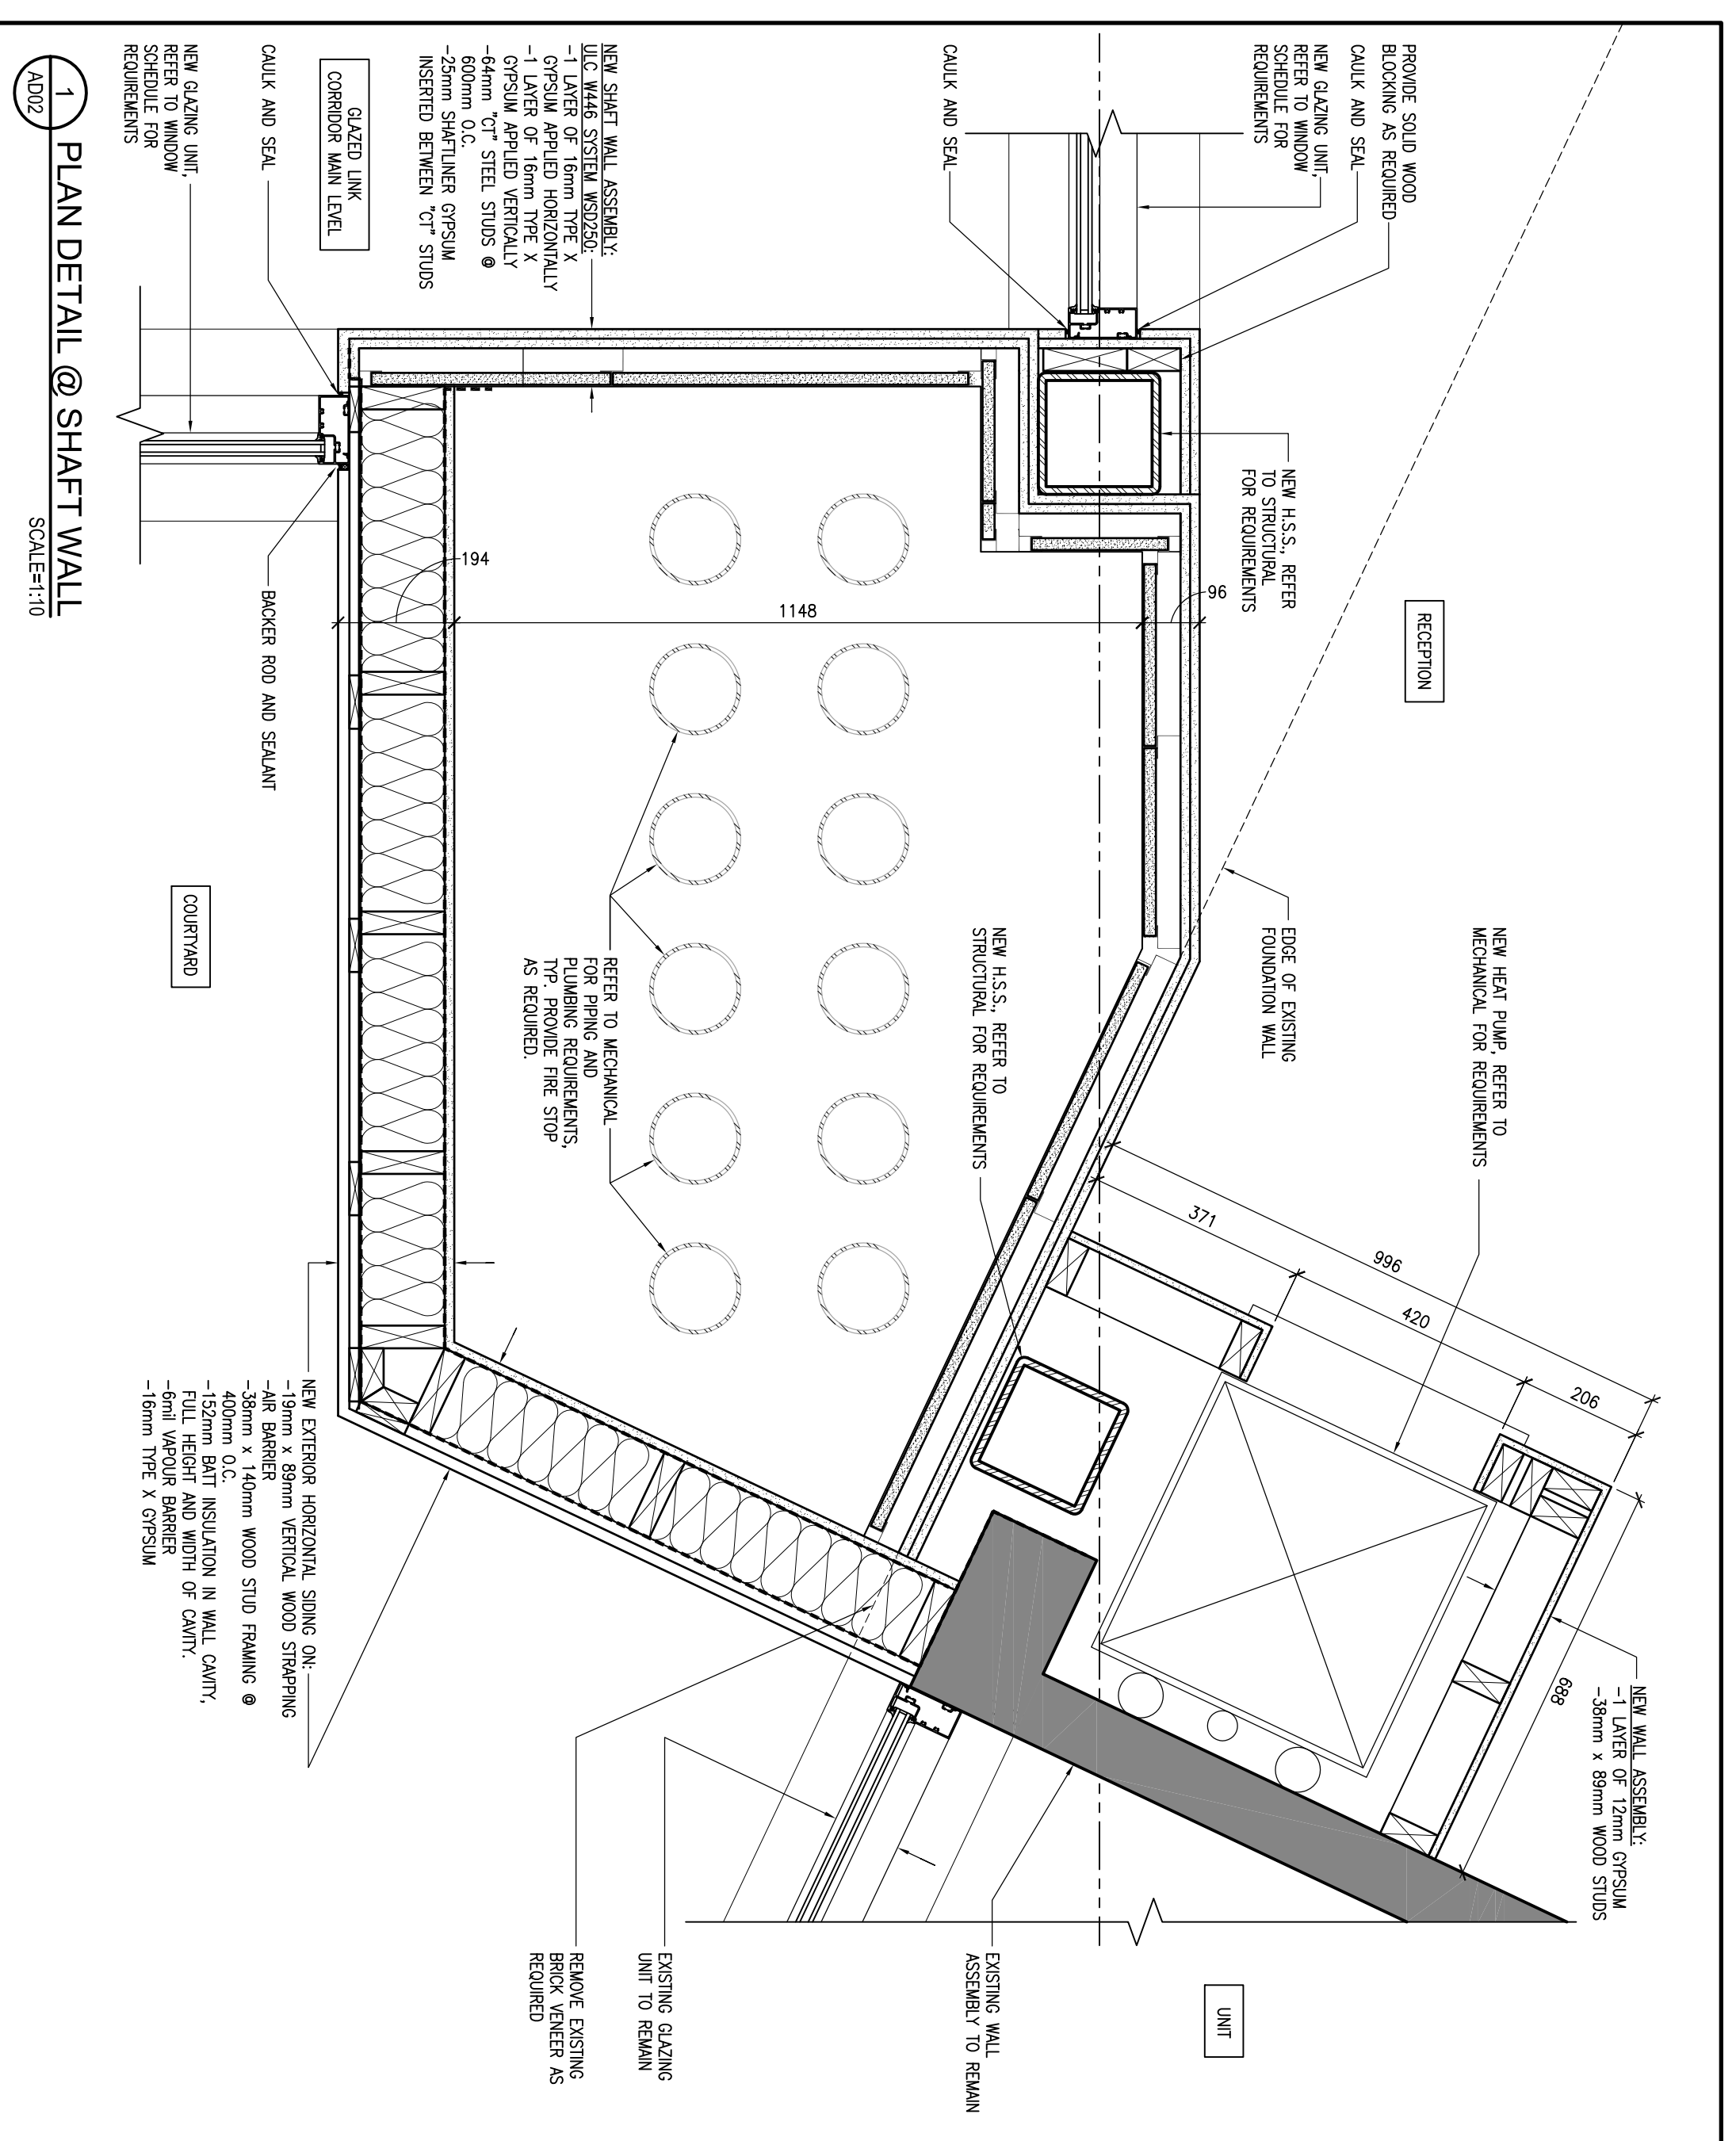 PROVIDE SOLID WOOD
BLOCKING AS REQUIRED
CAULK AND SEAL
NEW GLAZING UNIT,
REFER TO WINDOW
SCHEDULE FOR
REQUIREMENTS
CAULK AND SEAL
NEW SHAFT WALL ASSEMBLY:
ULC W446 SYSTEM WSD250:
-1 LAYER OF 16mm TYPE X
GYPSUM APPLIED HORIZONTALLY
-1 LAYER OF 16mm TYPE X
GYPSUM APPLIED VERTICALLY
-64mm "CT" STEEL STUDS @
600mm O.C.
-25mm SHAFTLINER GYPSUM
INSERTED BETWEEN "CT" STUDS
GLAZED LINK
CORRIDOR MAIN LEVEL
CAULK AND SEAL
NEW GLAZING UNIT,
REFER TO WINDOW
SCHEDULE FOR
REQUIREMENTS
RECEPTION
NEW H.S.S., REFER
TO STRUCTURAL
FOR REQUIREMENTS
96
1148
194
BACKER ROD AND SEALANT
NEW HEAT PUMP, REFER TO
MECHANICAL FOR REQUIREMENTS
EDGE OF EXISTING
FOUNDATION WALL
NEW H.S.S., REFER TO
STRUCTURAL FOR REQUIREMENTS
REFER TO MECHANICAL
FOR PIPING AND
PLUMBING REQUIREMENTS,
TYP. PROVIDE FIRE STOP
AS REQUIRED.
COURTYARD
371
996
420
206
688
NEW WALL ASSEMBLY:
-1 LAYER OF 12mm GYPSUM
-38mm x 89mm WOOD STUDS
NEW EXTERIOR HORIZONTAL SIDING ON:
-19mm x 89mm VERTICAL WOOD STRAPPING
-AIR BARRIER
-38mm x 140mm WOOD STUD FRAMING @
400mm O.C.
-152mm BATT INSULATION IN WALL CAVITY,
FULL HEIGHT AND WIDTH OF CAVITY.
-6mil VAPOUR BARRIER
-16mm TYPE X GYPSUM
UNIT
EXISTING WALL
ASSEMBLY TO REMAIN
EXISTING GLAZING
UNIT TO REMAIN
REMOVE EXISTING
BRICK VENEER AS
REQUIRED
1
AD02
PLAN DETAIL @ SHAFT WALL
SCALE=1:10